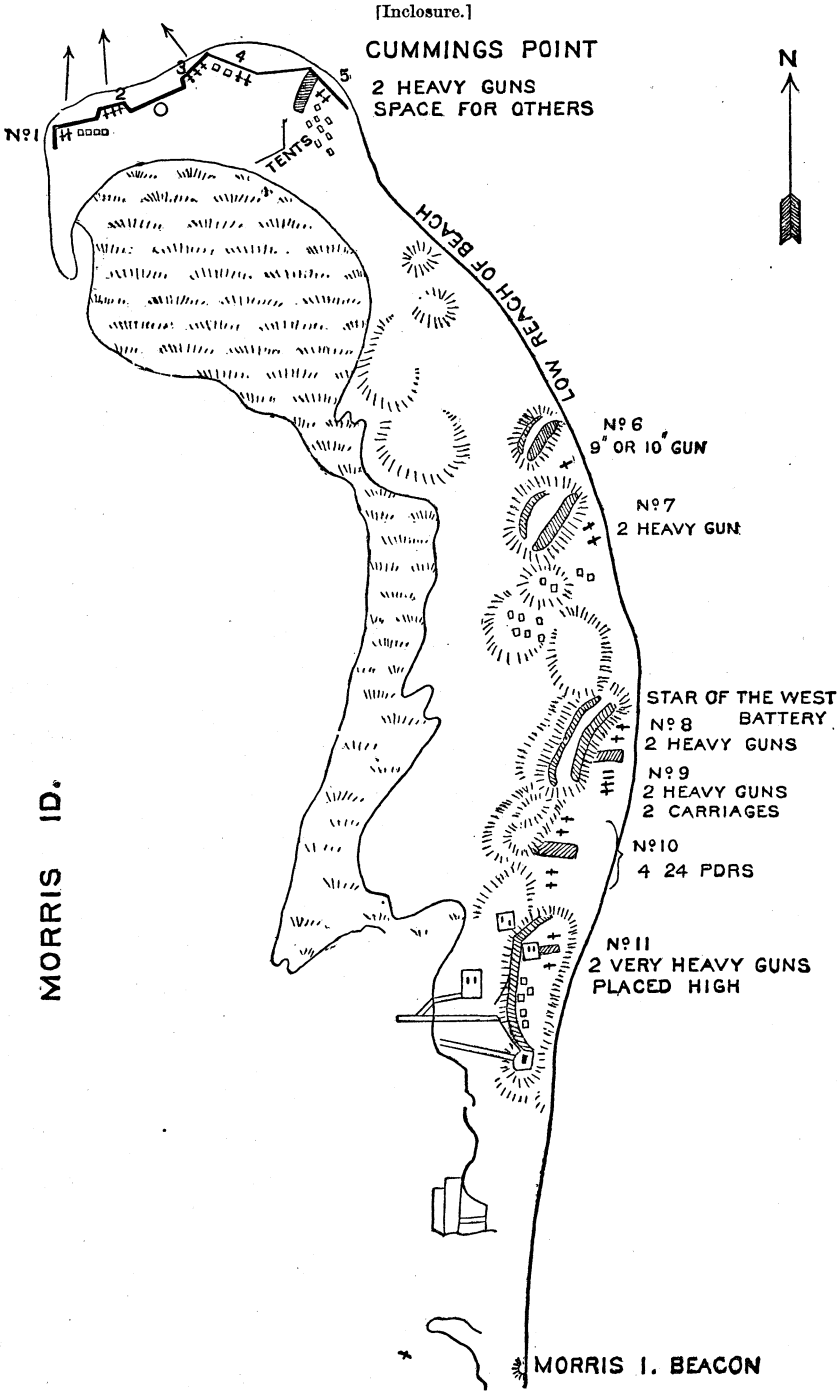 [Inclosure.]
CUMMINGS POINT
2 HEAVY GUNS
SPACE FOR OTHERS
N
Nº1
2
3
4
5
TENTS
LOW REACH OF BEACH
Nº6
9" OR 10" GUN
Nº7
2 HEAVY GUN
STAR OF THE WEST
BATTERY
Nº8
2 HEAVY GUNS
Nº9
2 HEAVY GUNS
2 CARRIAGES
Nº10
4 24 PDRS
Nº11
2 VERY HEAVY GUNS
PLACED HIGH
MORRIS ID.
MORRIS I. BEACON